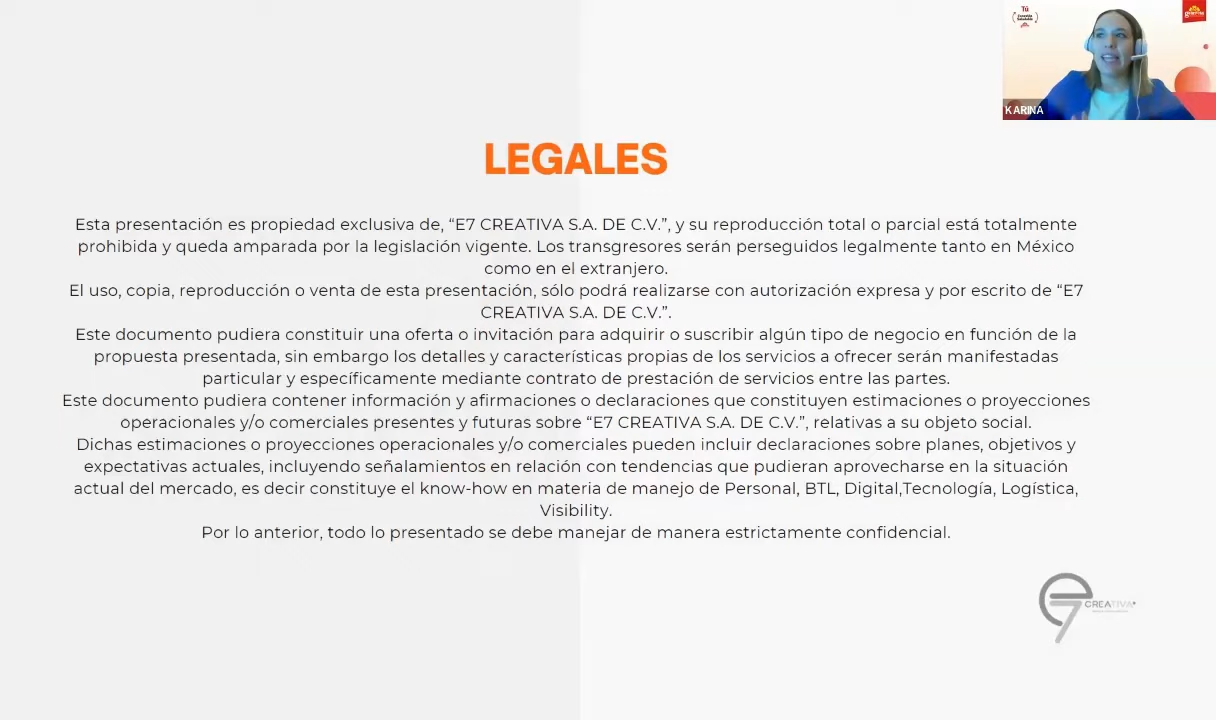 Tú
KARINA
LEGALES
Esta presentación es propiedad exclusiva de, “E7 CREATIVA S.A. DE C.V.”, y su reproducción total o parcial está totalmente
prohibida y queda amparada por la legislación vigente. Los transgresores serán perseguidos legalmente tanto en México
como en el extranjero.
El uso, copia, reproducción o venta de esta presentación, sólo podrá realizarse con autorización expresa y por escrito de “E7
CREATIVA S.A. DE C.V.”.
Este documento pudiera constituir una oferta o invitación para adquirir o suscribir algún tipo de negocio en función de la
propuesta presentada, sin embargo los detalles y características propias de los servicios a ofrecer serán manifestadas
particular y específicamente mediante contrato de prestación de servicios entre las partes.
Este documento pudiera contener información y afirmaciones o declaraciones que constituyen estimaciones o proyecciones
operacionales y/o comerciales presentes y futuras sobre “E7 CREATIVA S.A. DE C.V.”, relativas a su objeto social.
Dichas estimaciones o proyecciones operacionales y/o comerciales pueden incluir declaraciones sobre planes, objetivos y
expectativas actuales, incluyendo señalamientos en relación con tendencias que pudieran aprovecharse en la situación
actual del mercado, es decir constituye el know-how en materia de manejo de Personal, BTL, Digital,Tecnología, Logística,
Visibility.
Por lo anterior, todo lo presentado se debe manejar de manera estrictamente confidencial.
e7 CREATIVA